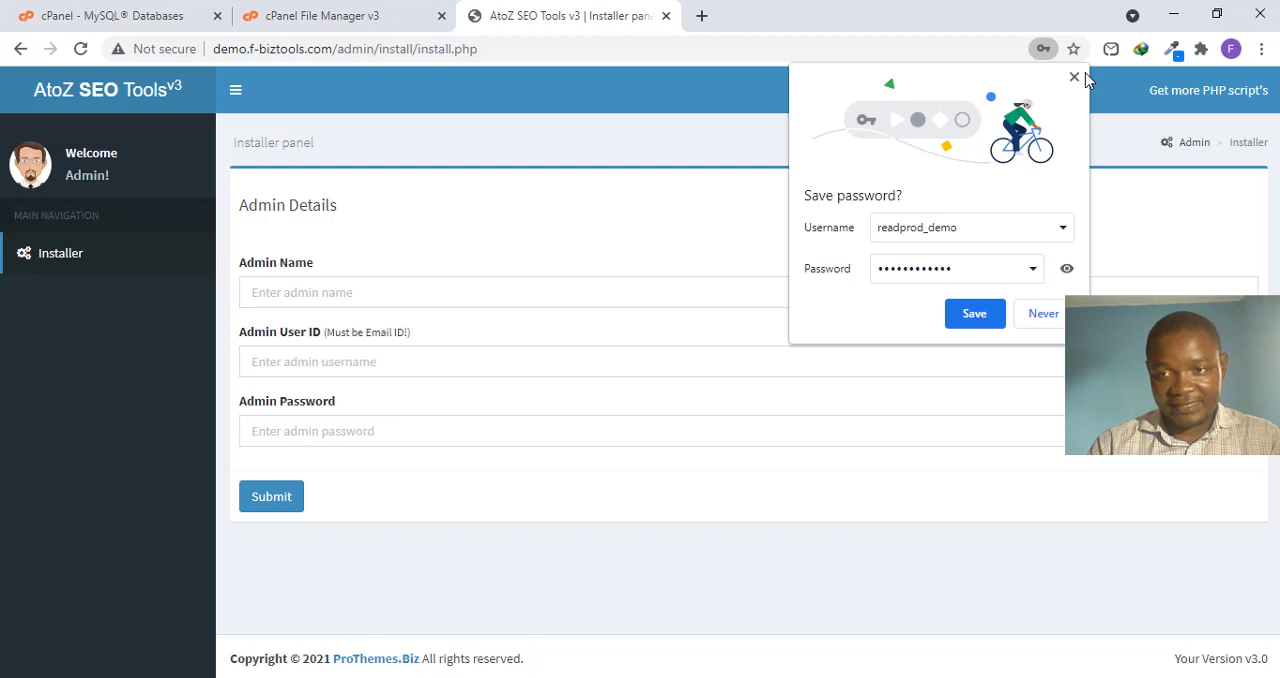 cPanel - MySQL® Databases
cPanel File Manager v3
AtoZ SEO Tools v3 | Installer pane
Not secure
demo.f-biztools.com/admin/install/install.php
F
AtoZ SEO Tools v3
Get more PHP script's
Welcome
Admin!
MAIN NAVIGATION
Installer
Installer panel
Admin > Installer
Admin Details
Admin Name
Enter admin name
Admin User ID (Must be Email ID!)
Enter admin username
Admin Password
Enter admin password
Submit
Save password?
Username readprod_demo
Password ••••••••••••
Save Never
Copyright © 2021 ProThemes.Biz All rights reserved.
Your Version v3.0